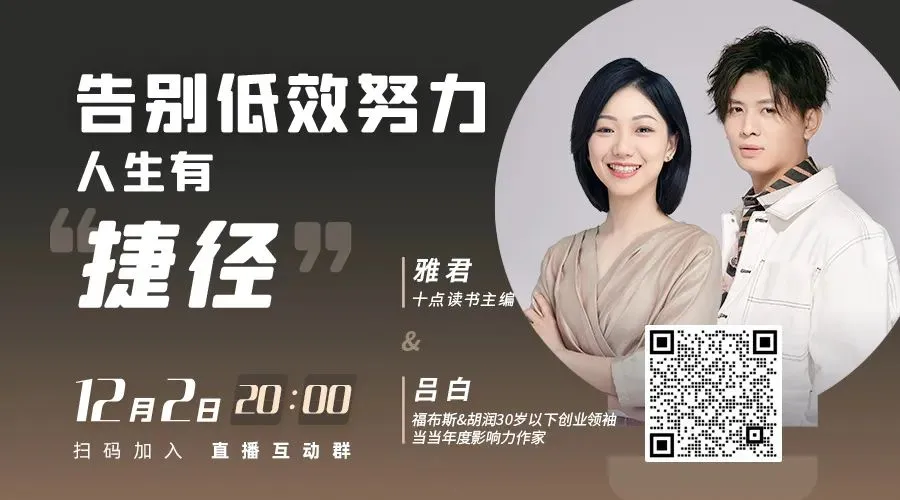 告别低效努力
人生有
“捷径”
雅君
十点读书主编
&
吕白
福布斯&胡润30岁以下创业领袖
当当年度影响力作家
12月2日 20:00
扫码加入 直播互动群